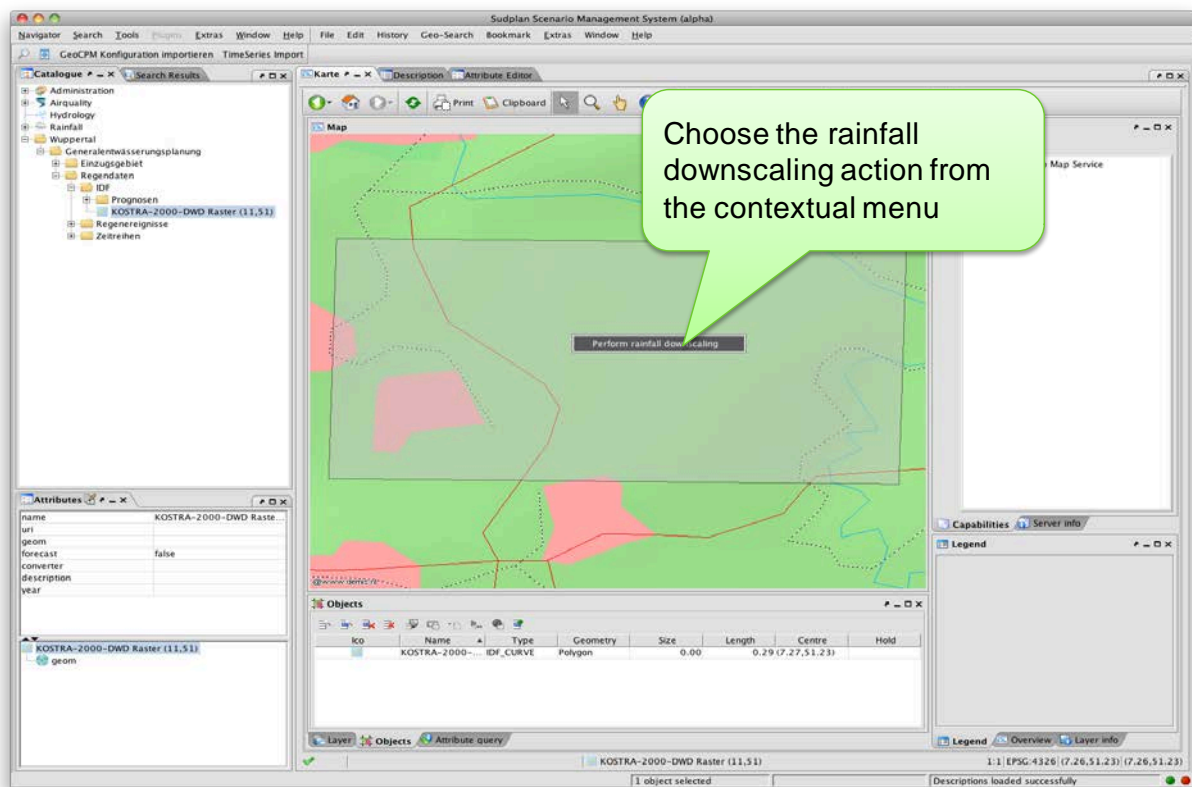 Sudplan Scenario Management System (alpha)
Navigator Search Tools Plugins Extras Window Help File Edit History Geo-Search Bookmark Extras Window Help
GeoCPM Konfiguration importieren TimeSeries Import
Catalogue Search Results
Karte Description Attribute Editor
Administration
Airquality
Hydrology
Rainfall
Wuppertal
Generalentwässerungsplanung
Einzugsgebiet
Regendaten
IDF
Prognosen
KOSTRA-2000-DWD Raster (11,51)
Regenereignisse
Zeitreihen
Print Clipboard
Map
Choose the rainfall
downscaling action from
the contextual menu
Map Service
Perform rainfall downscaling
Attributes
name KOSTRA-2000-DWD Raste...
uri
geom
forecast false
converter
description
year
KOSTRA-2000-DWD Raster (11,51)
geom
Capabilities Server info
Legend
Objects
Ico Name Type Geometry Size Length Centre Hold
KOSTRA-2000-... IDF_CURVE Polygon 0.00 0.29 (7.27,51.23)
Layer Objects Attribute query
Legend Overview Layer info
KOSTRA-2000-DWD Raster (11,51)
1:1 EPSG:4326 (7.26,51.23) (7.26,51.23)
1 object selected
Descriptions loaded successfully